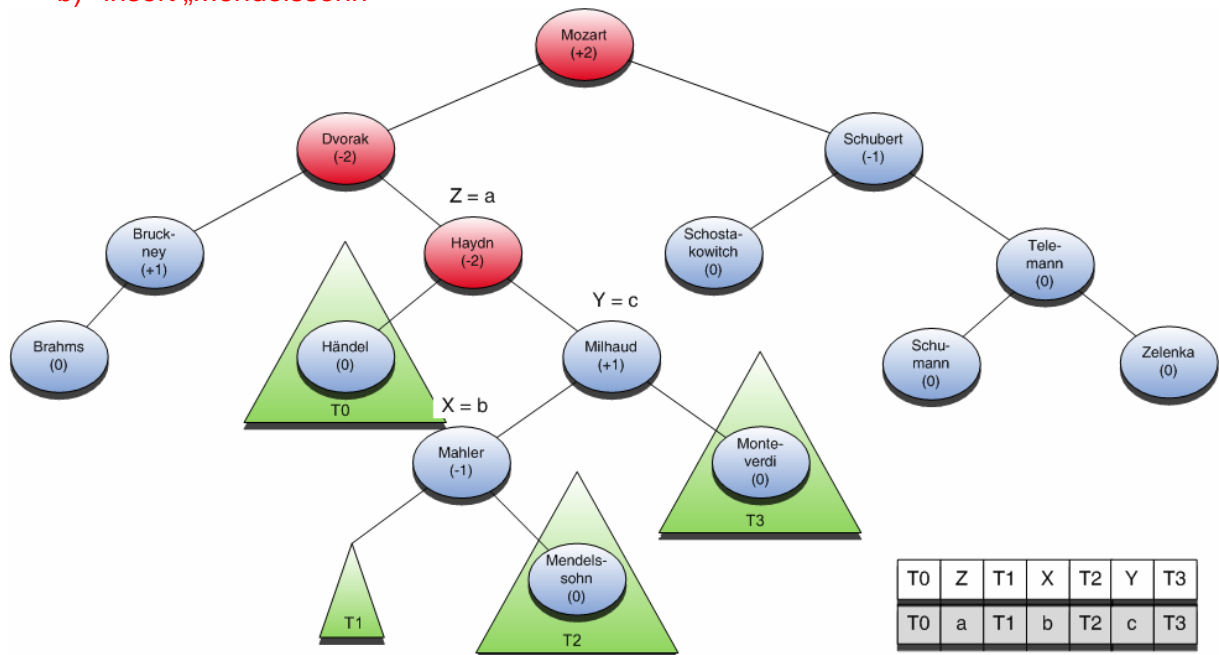 b) Insert „Mendelssohn“
Mozart
(+2)
Dvorak
(-2)
Schubert
(-1)
Z = a
Bruck-
ney
(+1)
Haydn
(-2)
Schosta-
kowitch
(0)
Tele-
mann
(0)
Y = c
Brahms
(0)
Händel
(0)
Milhaud
(+1)
Schu-
mann
(0)
Zelenka
(0)
T0
X = b
Mahler
(-1)
Monte-
verdi
(0)
T3
Mendels-
sohn
(0)
T1
T2
T0 Z T1 X T2 Y T3
T0 a T1 b T2 c T3